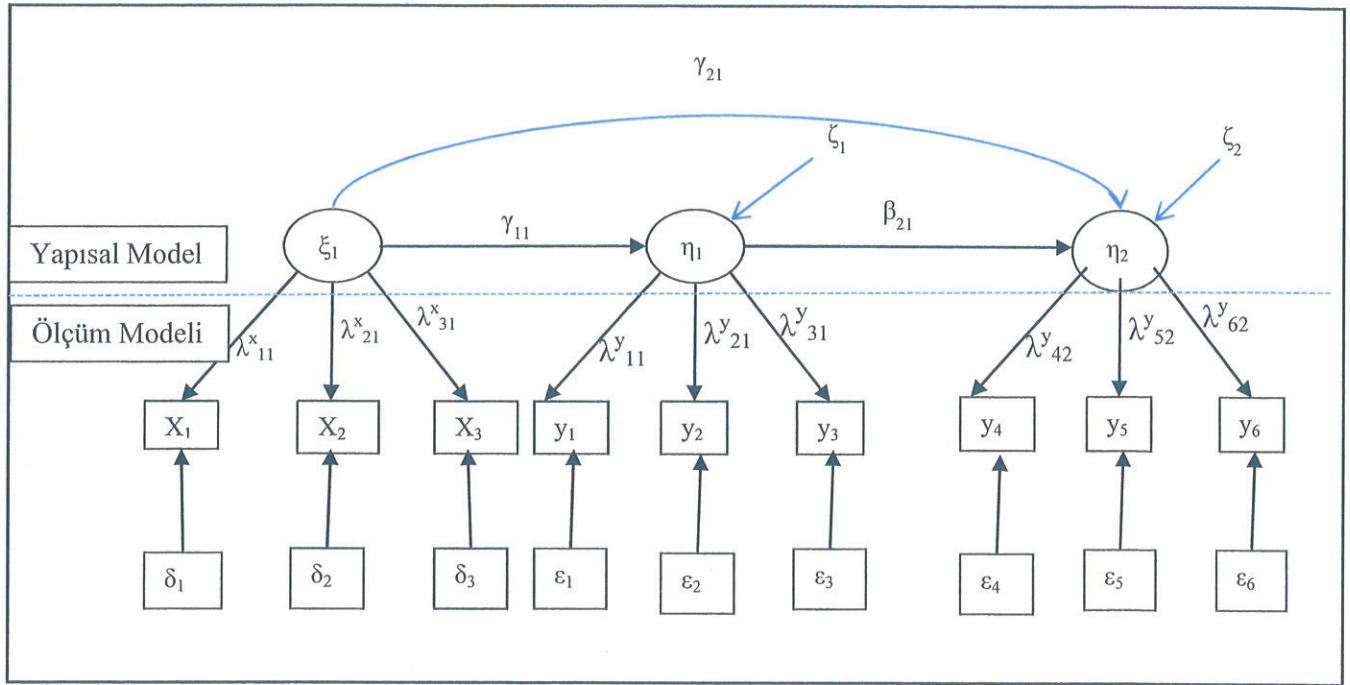 γ₂₁
ζ₁
ζ₂
γ₁₁
β₂₁
ξ₁
η₁
η₂
Yapısal Model
Ölçüm Modeli
λˣ₁₁
λˣ₂₁
λˣ₃₁
λʸ₁₁
λʸ₂₁
λʸ₃₁
λʸ₄₂
λʸ₅₂
λʸ₆₂
X₁
X₂
X₃
y₁
y₂
y₃
y₄
y₅
y₆
δ₁
δ₂
δ₃
ε₁
ε₂
ε₃
ε₄
ε₅
ε₆